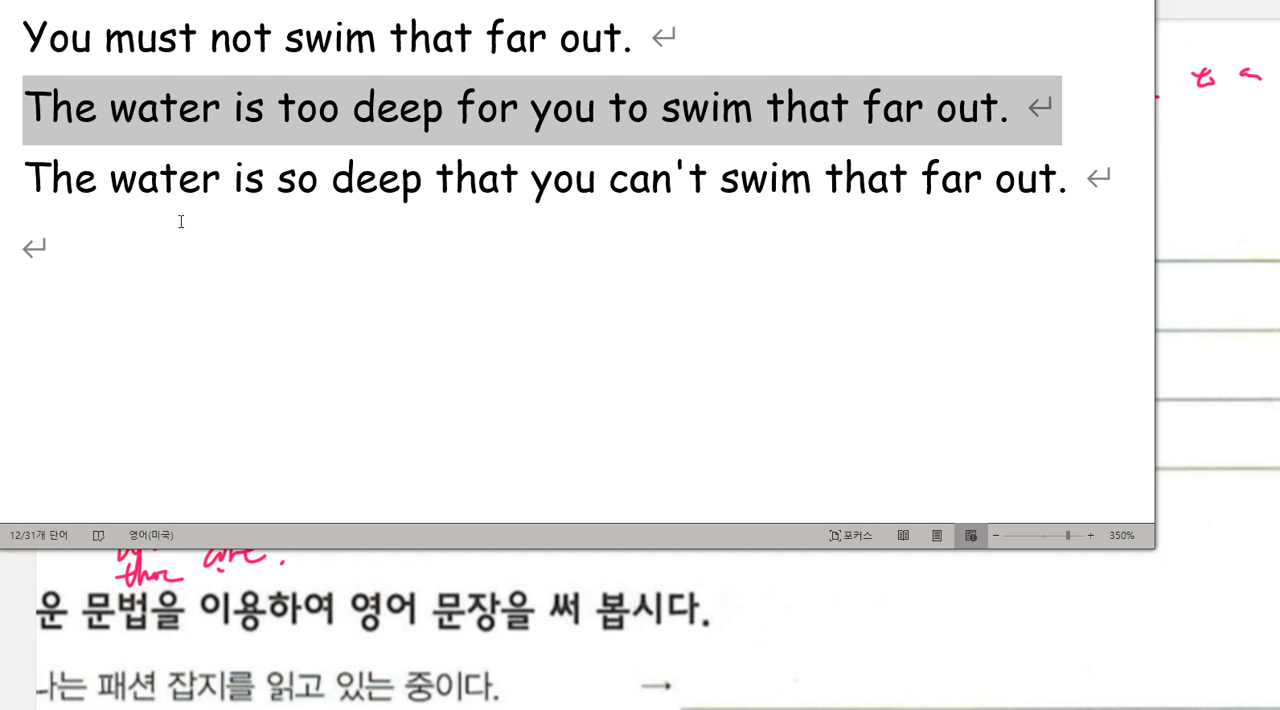 You must not swim that far out.
The water is too deep for you to swim that far out.
The water is so deep that you can't swim that far out.
12/31개 단어 영어(미국) 포커스 - + 350%
care.
운 문법을 이용하여 영어 문장을 써 봅시다.
나는 패션 잡지를 읽고 있는 중이다. →